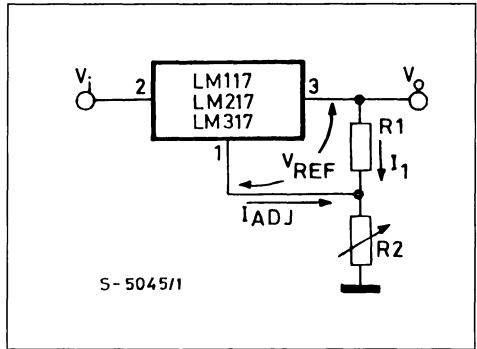 Vi
2
LM117
LM217
LM317
3
Vo
R1
1
VREF
I1
IADJ
R2
S-5045/1